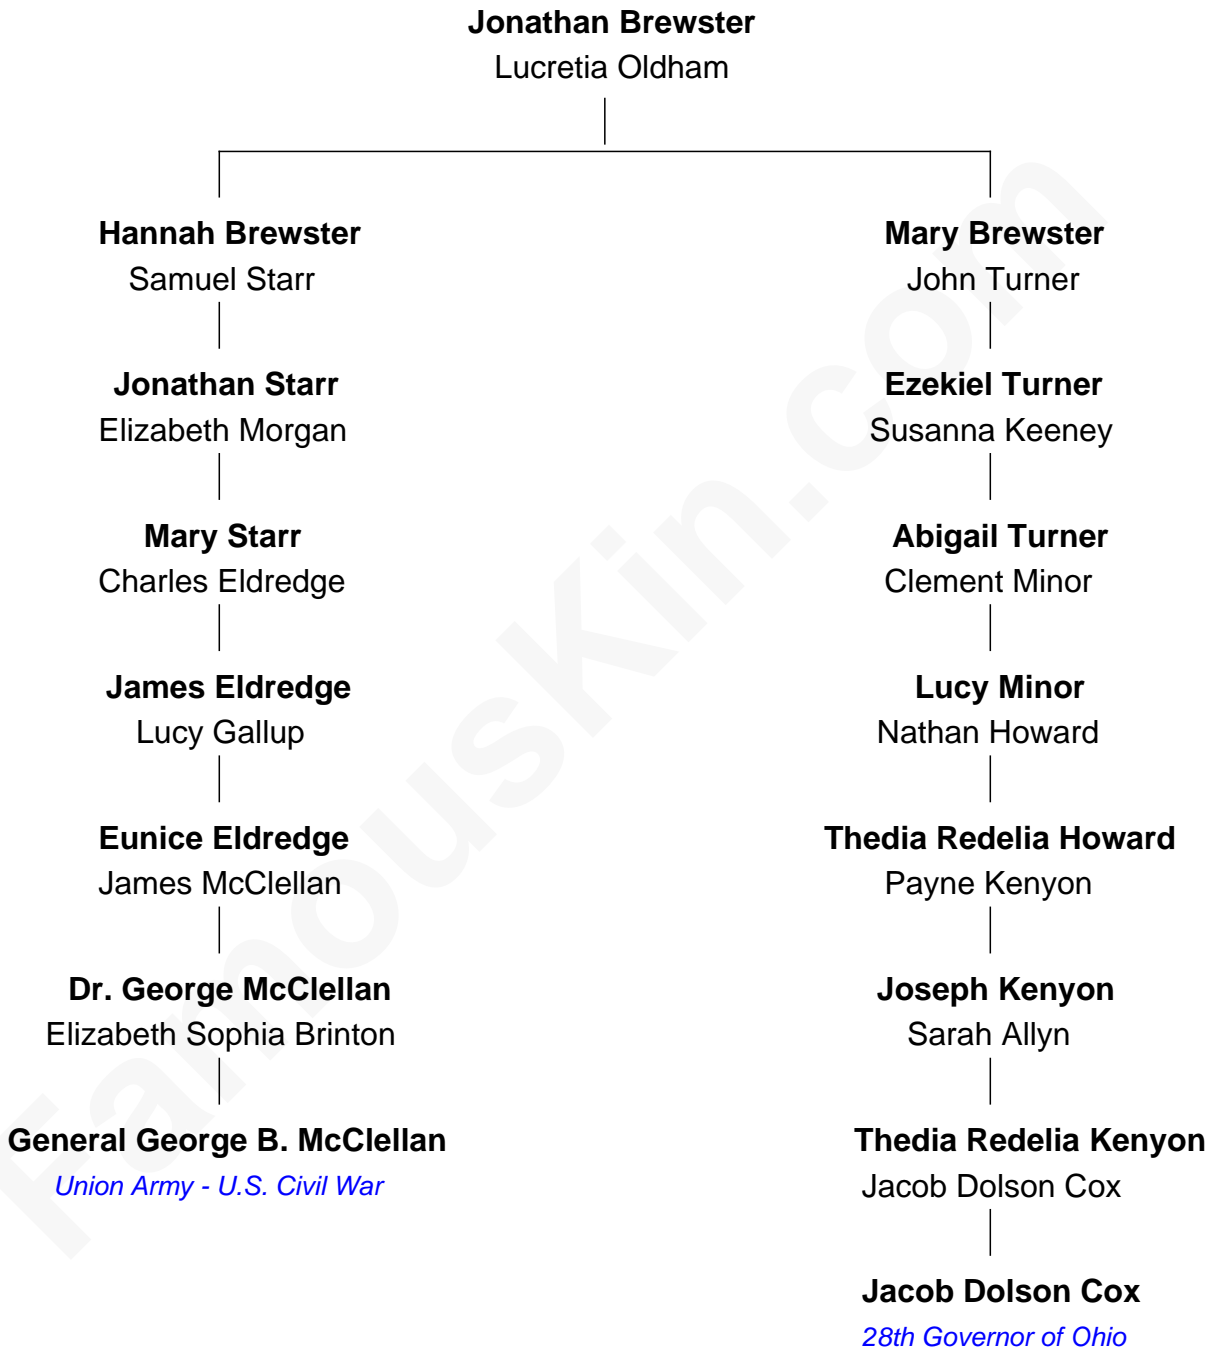 Jonathan Brewster
Lucretia Oldham
Hannah Brewster
Samuel Starr
Jonathan Starr
Elizabeth Morgan
Mary Starr
Charles Eldredge
James Eldredge
Lucy Gallup
Eunice Eldredge
James McClellan
Dr. George McClellan
Elizabeth Sophia Brinton
General George B. McClellan
Union Army - U.S. Civil War
Mary Brewster
John Turner
Ezekiel Turner
Susanna Keeney
Abigail Turner
Clement Minor
Lucy Minor
Nathan Howard
Thedia Redelia Howard
Payne Kenyon
Joseph Kenyon
Sarah Allyn
Thedia Redelia Kenyon
Jacob Dolson Cox
Jacob Dolson Cox
28th Governor of Ohio
FamousKin.com